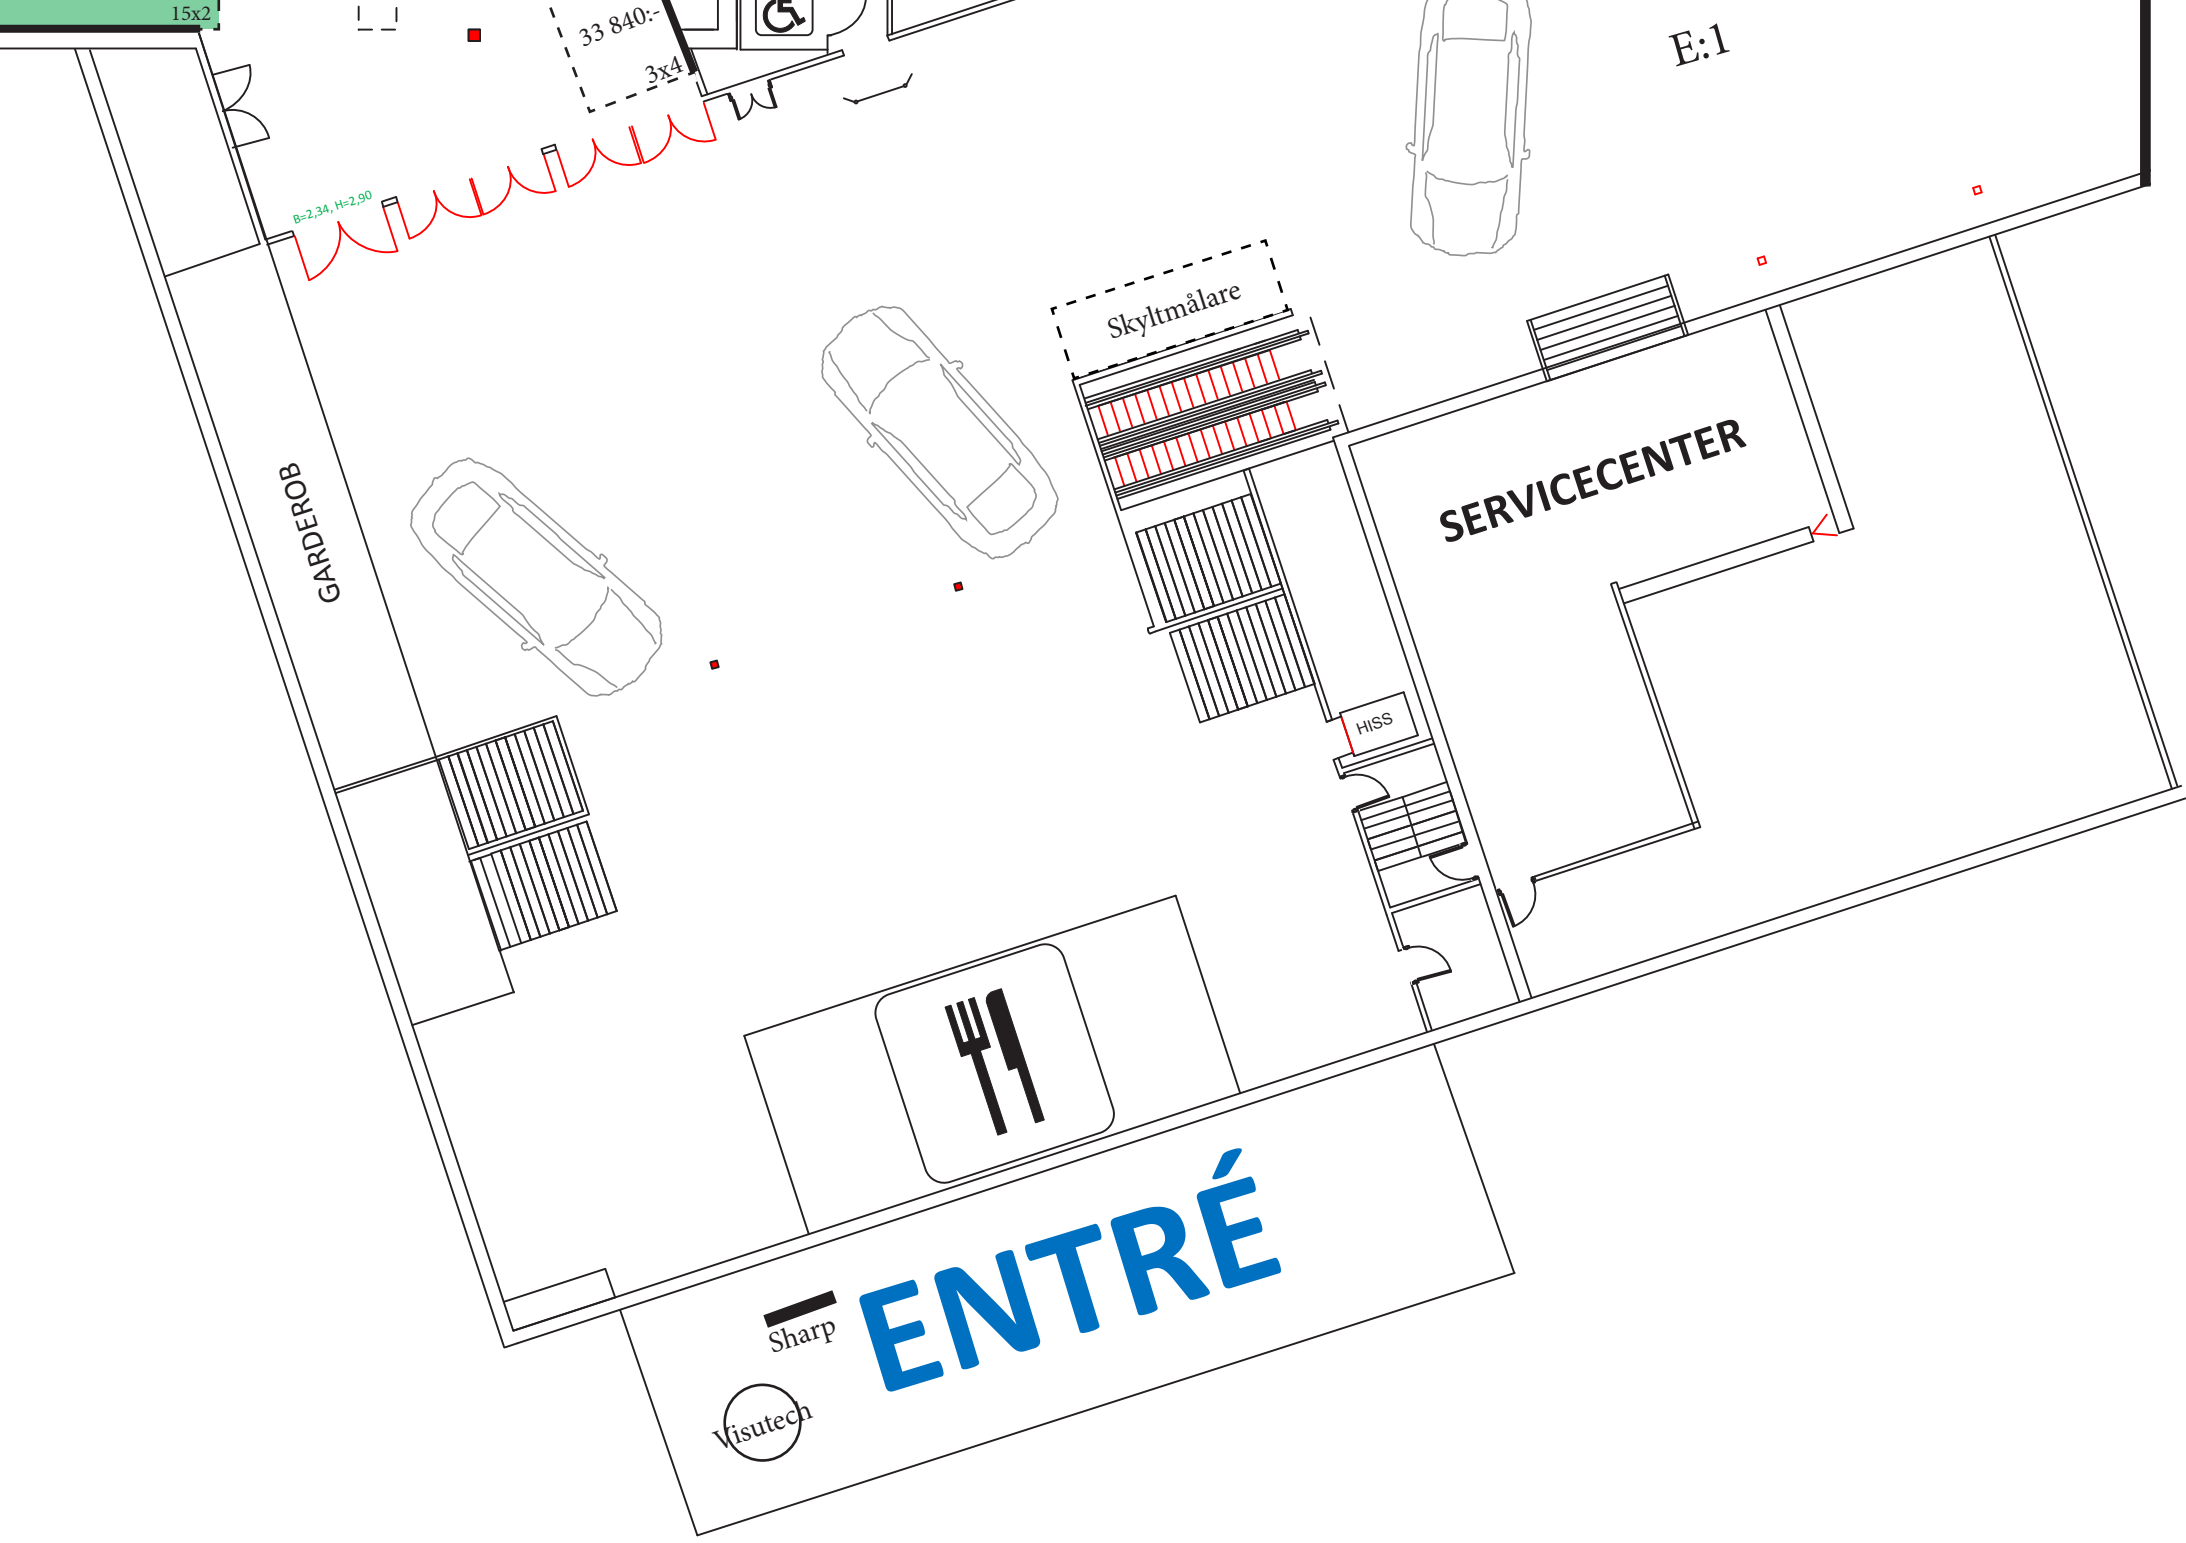 15x2
33 840:-
3x4
E:1
B=2,34, H=2,90
Skyltmålare
SERVICECENTER
GARDEROB
HISS
ENTRÉ
Sharp
Visutech